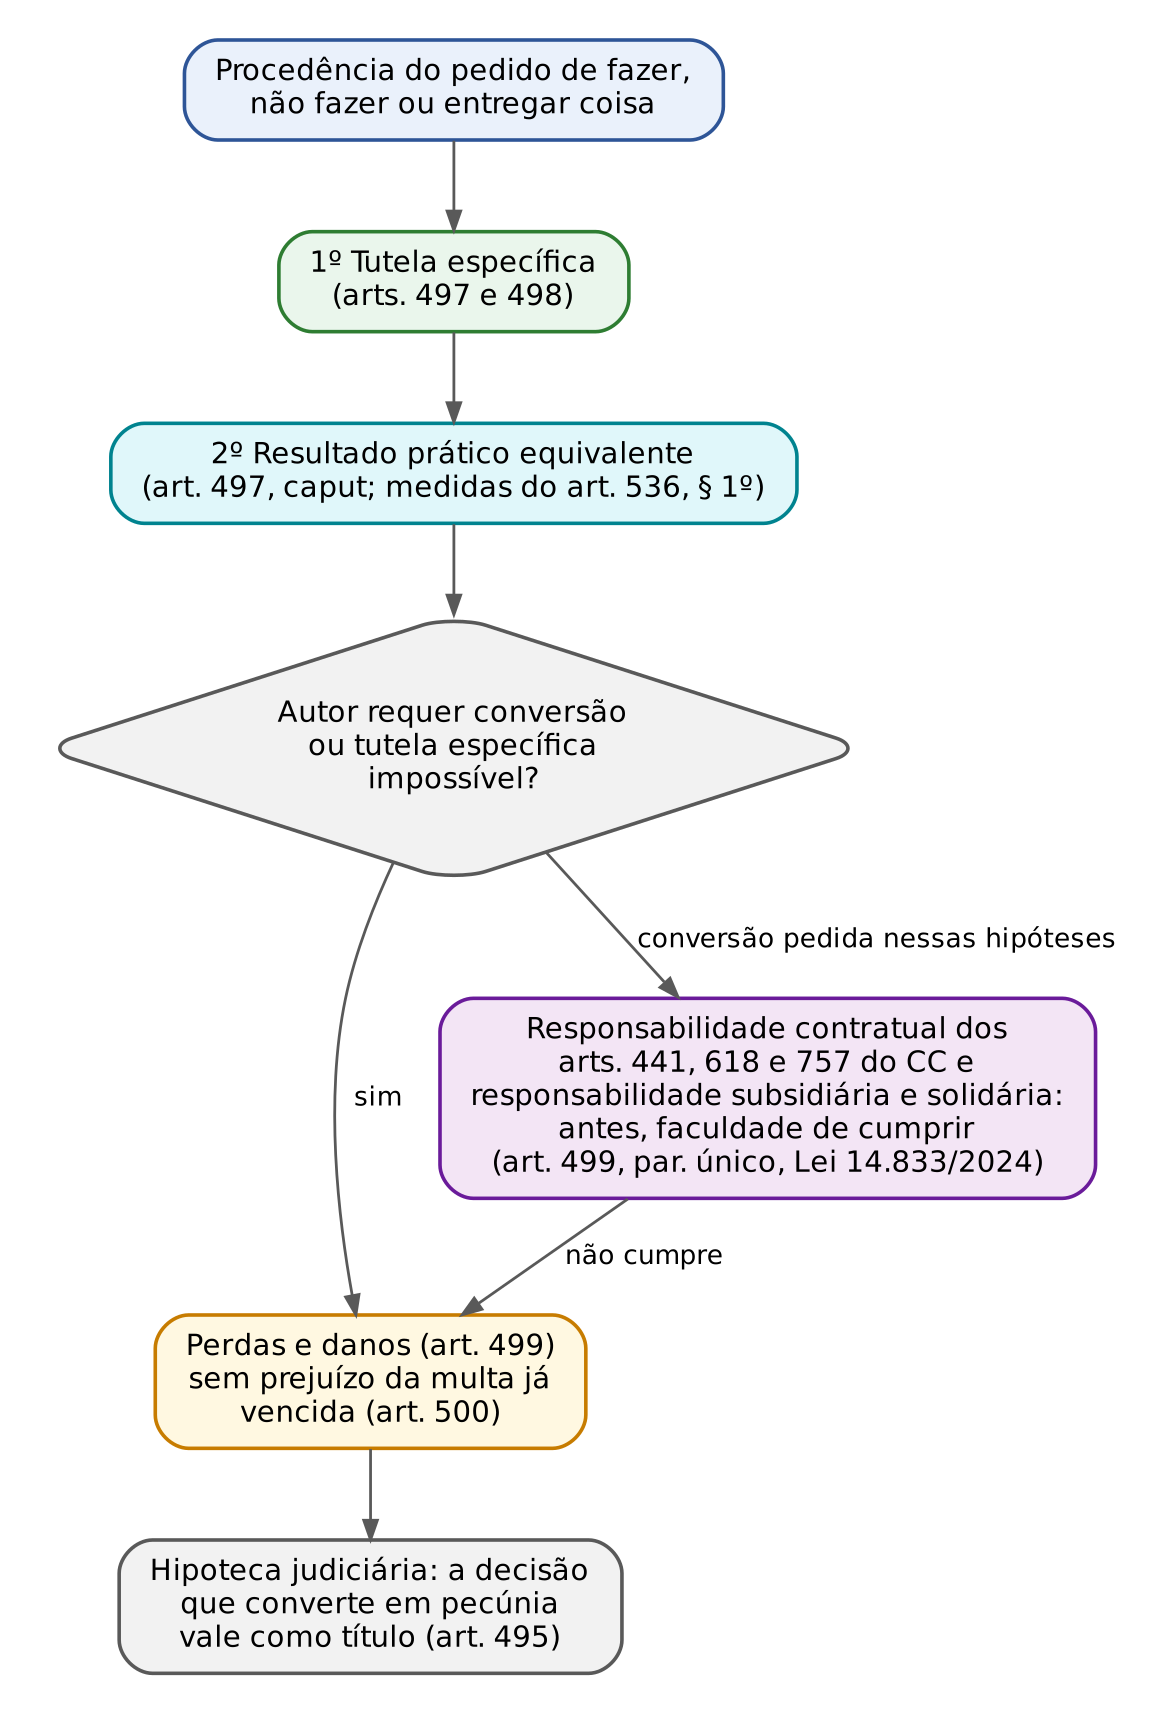 Procedência do pedido de fazer,
não fazer ou entregar coisa
1º Tutela específica
(arts. 497 e 498)
2º Resultado prático equivalente
(art. 497, caput; medidas do art. 536, § 1º)
Autor requer conversão
ou tutela específica
impossível?
conversão pedida nessas hipóteses
Responsabilidade contratual dos
arts. 441, 618 e 757 do CC e
responsabilidade subsidiária e solidária:
antes, faculdade de cumprir
(art. 499, par. único, Lei 14.833/2024)
sim
não cumpre
Perdas e danos (art. 499)
sem prejuízo da multa já
vencida (art. 500)
Hipoteca judiciária: a decisão
que converte em pecúnia
vale como título (art. 495)